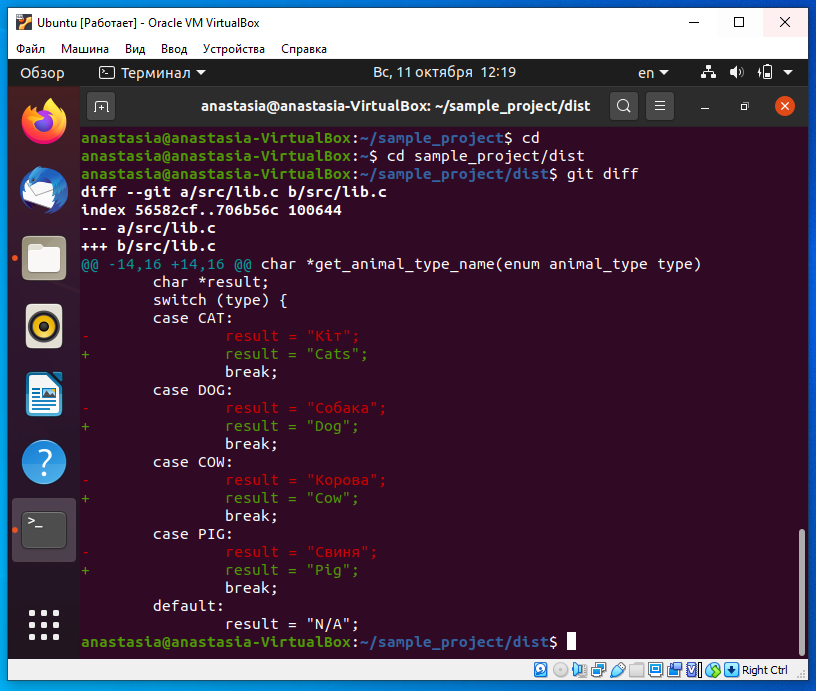 Ubuntu [Работает] - Oracle VM VirtualBox
Файл Машина Вид Ввод Устройства Справка
Обзор Терминал Вс, 11 октября 12:19 en
anastasia@anastasia-VirtualBox: ~/sample_project/dist
anastasia@anastasia-VirtualBox:~/sample_project$ cd
anastasia@anastasia-VirtualBox:~$ cd sample_project/dist
anastasia@anastasia-VirtualBox:~/sample_project/dist$ git diff
diff --git a/src/lib.c b/src/lib.c
index 56582cf..706b56c 100644
--- a/src/lib.c
+++ b/src/lib.c
@@ -14,16 +14,16 @@ char *get_animal_type_name(enum animal_type type)
        char *result;
        switch (type) {
        case CAT:
-               result = "Кіт";
+               result = "Cats";
                break;
        case DOG:
-               result = "Собака";
+               result = "Dog";
                break;
        case COW:
-               result = "Корова";
+               result = "Cow";
                break;
        case PIG:
-               result = "Свиня";
+               result = "Pig";
                break;
        default:
                result = "N/A";
anastasia@anastasia-VirtualBox:~/sample_project/dist$
Right Ctrl